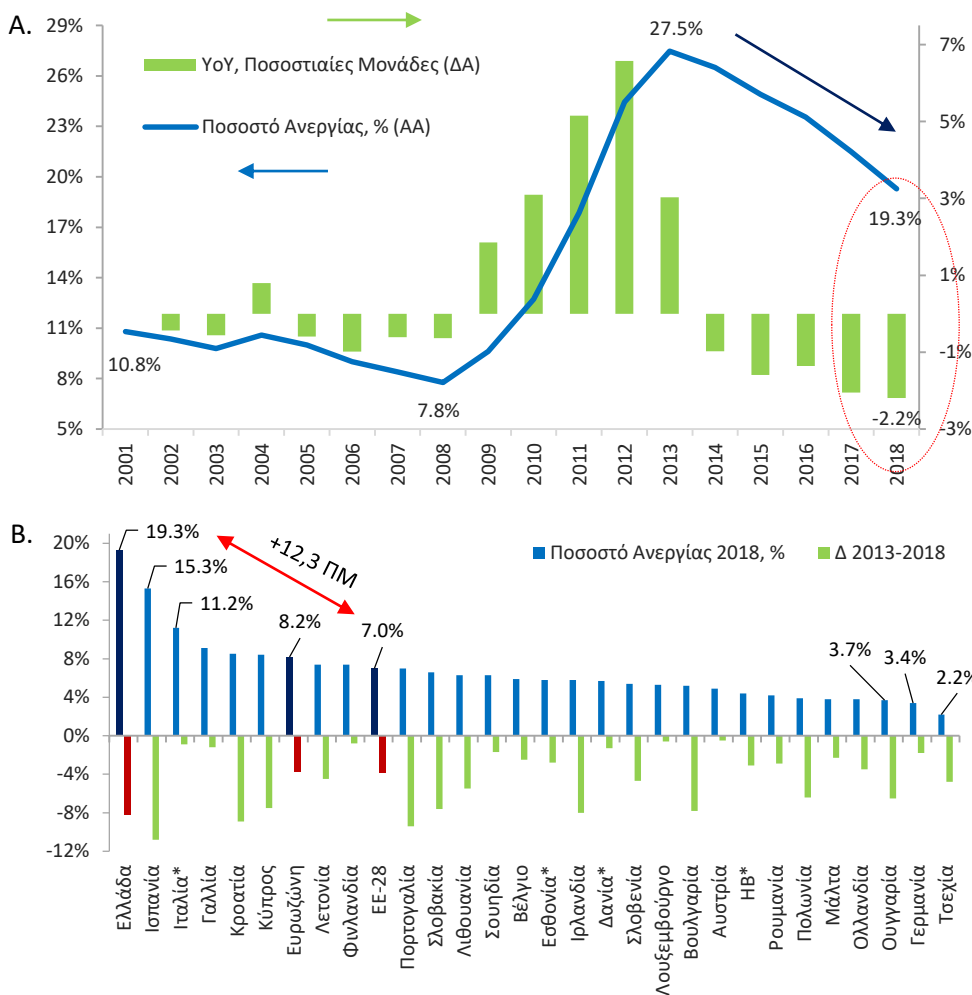 A.
29%
26%
23%
20%
17%
14%
11%
8%
5%
7%
5%
3%
1%
-1%
-3%
YoY, Ποσοστιαίες Μονάδες (ΔΑ)
Ποσοστό Ανεργίας, % (ΑΑ)
27.5%
19.3%
10.8%
7.8%
-2.2%
2001
2002
2003
2004
2005
2006
2007
2008
2009
2010
2011
2012
2013
2014
2015
2016
2017
2018
B.
20%
16%
12%
8%
4%
0%
-4%
-8%
-12%
Ποσοστό Ανεργίας 2018, %
Δ 2013-2018
19.3%
15.3%
11.2%
8.2%
7.0%
+12,3 ΠΜ
3.7%
3.4%
2.2%
Ελλάδα
Ισπανία
Ιταλία*
Γαλλία
Κροατία
Κύπρος
Ευρωζώνη
Λετονία
Φινλανδία
ΕΕ-28
Πορτογαλία
Σλοβακία
Λιθουανία
Σουηδία
Βέλγιο
Εσθονία*
Ιρλανδία
Δανία*
Σλοβενία
Λουξεμβούργο
Βουλγαρία
Αυστρία
ΗΒ*
Ρουμανία
Πολωνία
Μάλτα
Ολλανδία
Ουγγαρία
Γερμανία
Τσεχία